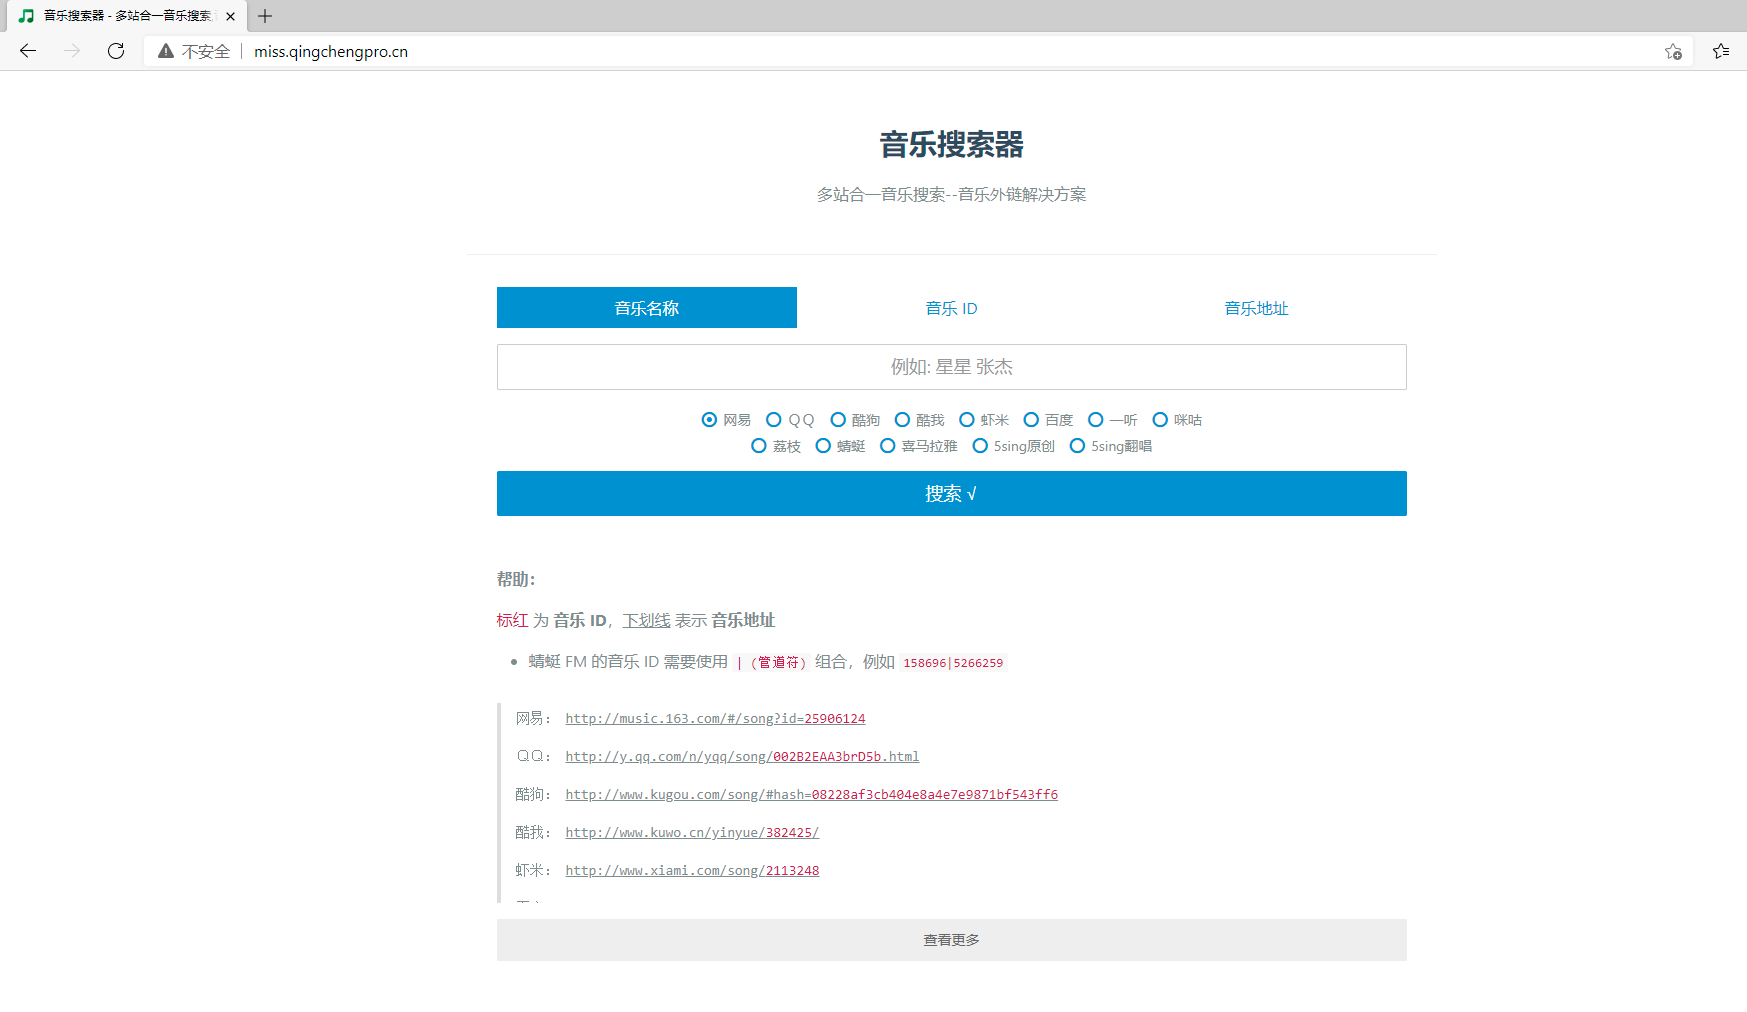 音乐搜索器 - 多站合一音乐搜索,
不安全 miss.qingchengpro.cn
音乐搜索器
多站合一音乐搜索--音乐外链解决方案
音乐名称 音乐 ID 音乐地址
例如: 星星 张杰
网易 ＱＱ 酷狗 酷我 虾米 百度 一听 咪咕
荔枝 蜻蜓 喜马拉雅 5sing原创 5sing翻唱
搜索 √
帮助：
标红 为 音乐 ID，下划线 表示 音乐地址
蜻蜓 FM 的音乐 ID 需要使用 | (管道符) 组合，例如 158696|5266259
网易： http://music.163.com/#/song?id=25906124
ＱＱ： http://y.qq.com/n/yqq/song/002B2EAA3brD5b.html
酷狗： http://www.kugou.com/song/#hash=08228af3cb404e8a4e7e9871bf543ff6
酷我： http://www.kuwo.cn/yinyue/382425/
虾米： http://www.xiami.com/song/2113248
查看更多